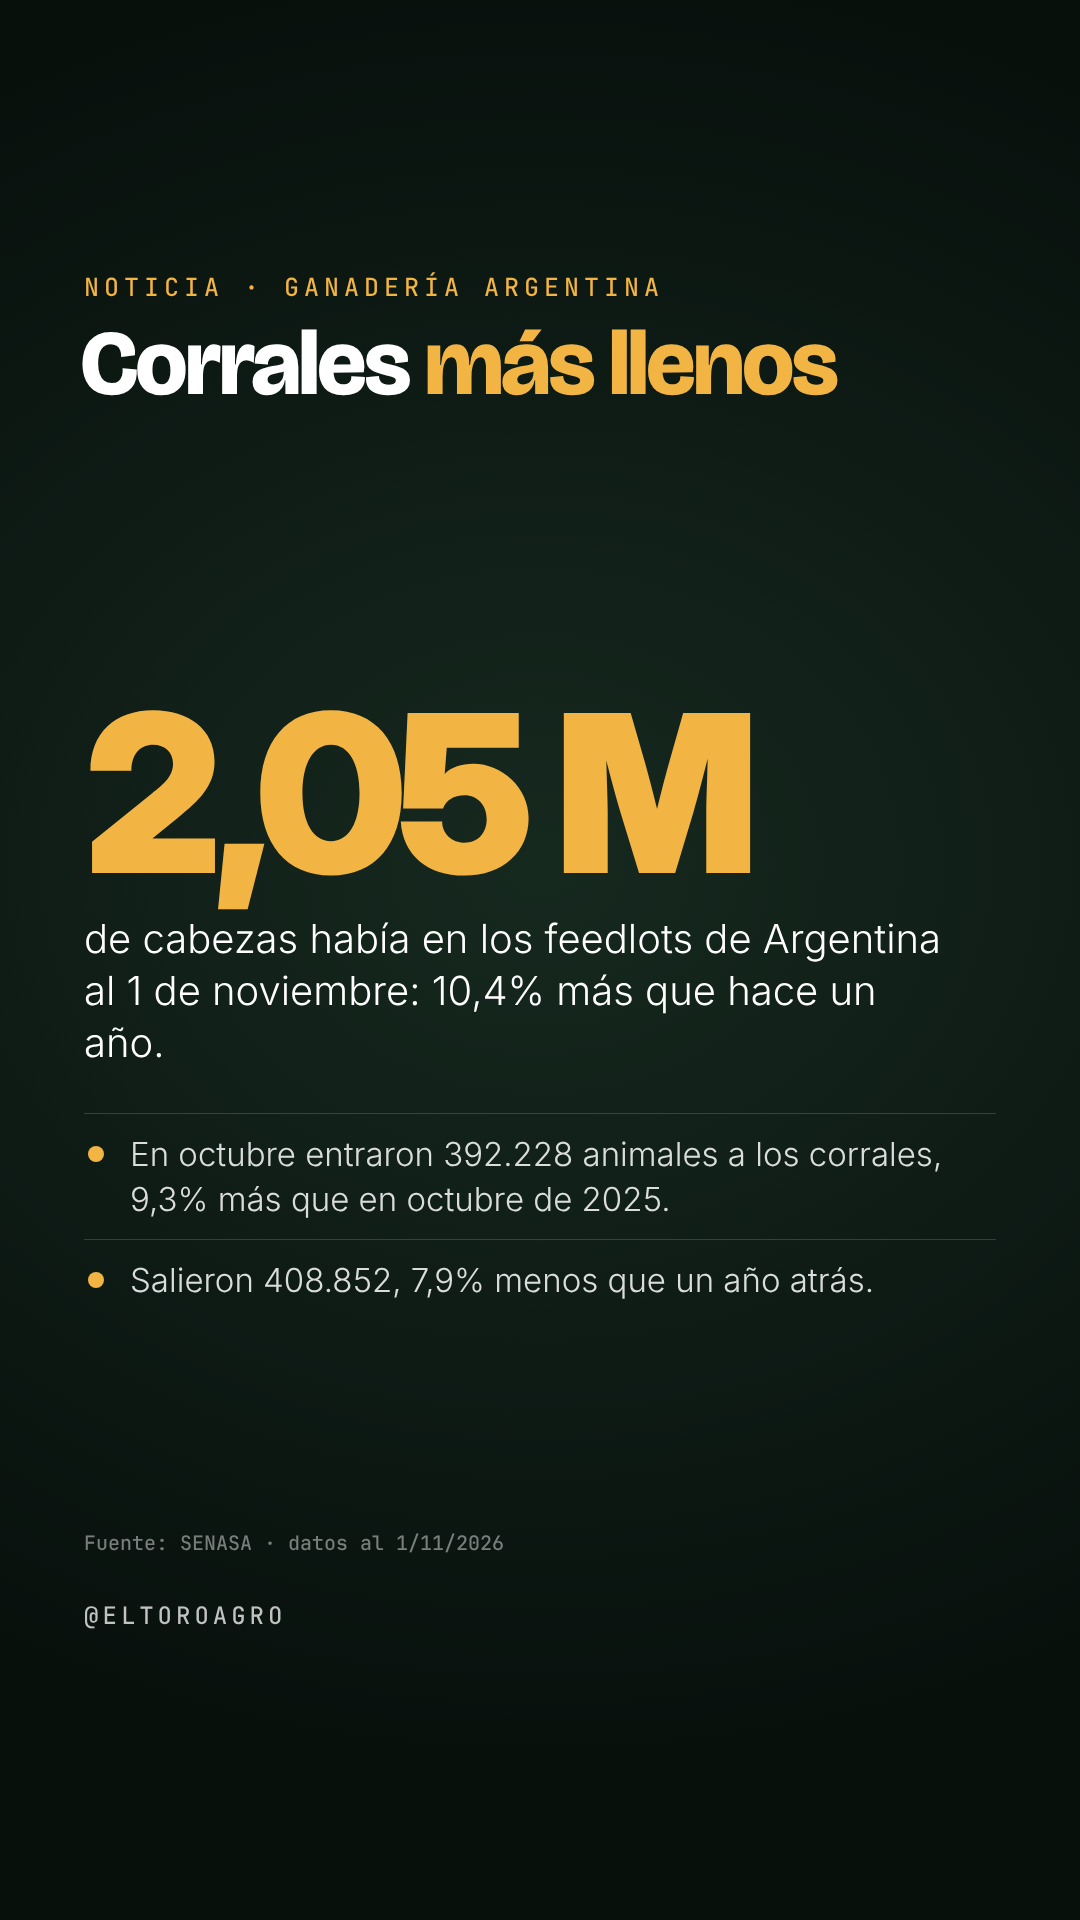 NOTICIA · GANADERÍA ARGENTINA
Corrales más llenos
2,05 M
de cabezas había en los feedlots de Argentina
al 1 de noviembre: 10,4% más que hace un
año.
En octubre entraron 392.228 animales a los corrales,
9,3% más que en octubre de 2025.
Salieron 408.852, 7,9% menos que un año atrás.
Fuente: SENASA · datos al 1/11/2026
@ELTOROAGRO